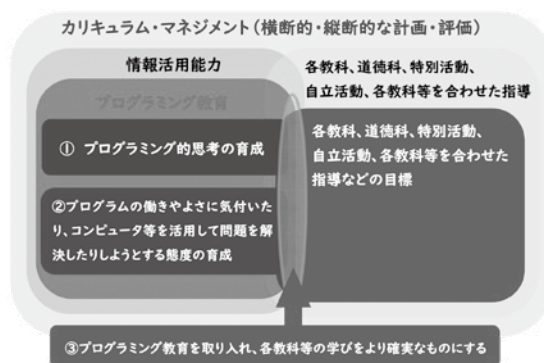 カリキュラム・マネジメント(横断的・縦断的な計画・評価)
情報活用能力
プログラミング教育
① プログラミング的思考の育成
②プログラムの働きやよさに気付いた
り、コンピュータ等を活用して問題を解
決したりしようとする態度の育成
各教科、道徳科、特別活動、
自立活動、各教科等を合わせた指導
各教科、道徳科、特別活動、
自立活動、各教科等を合わせた
指導などの目標
③プログラミング教育を取り入れ、各教科等の学びをより確実なものにする